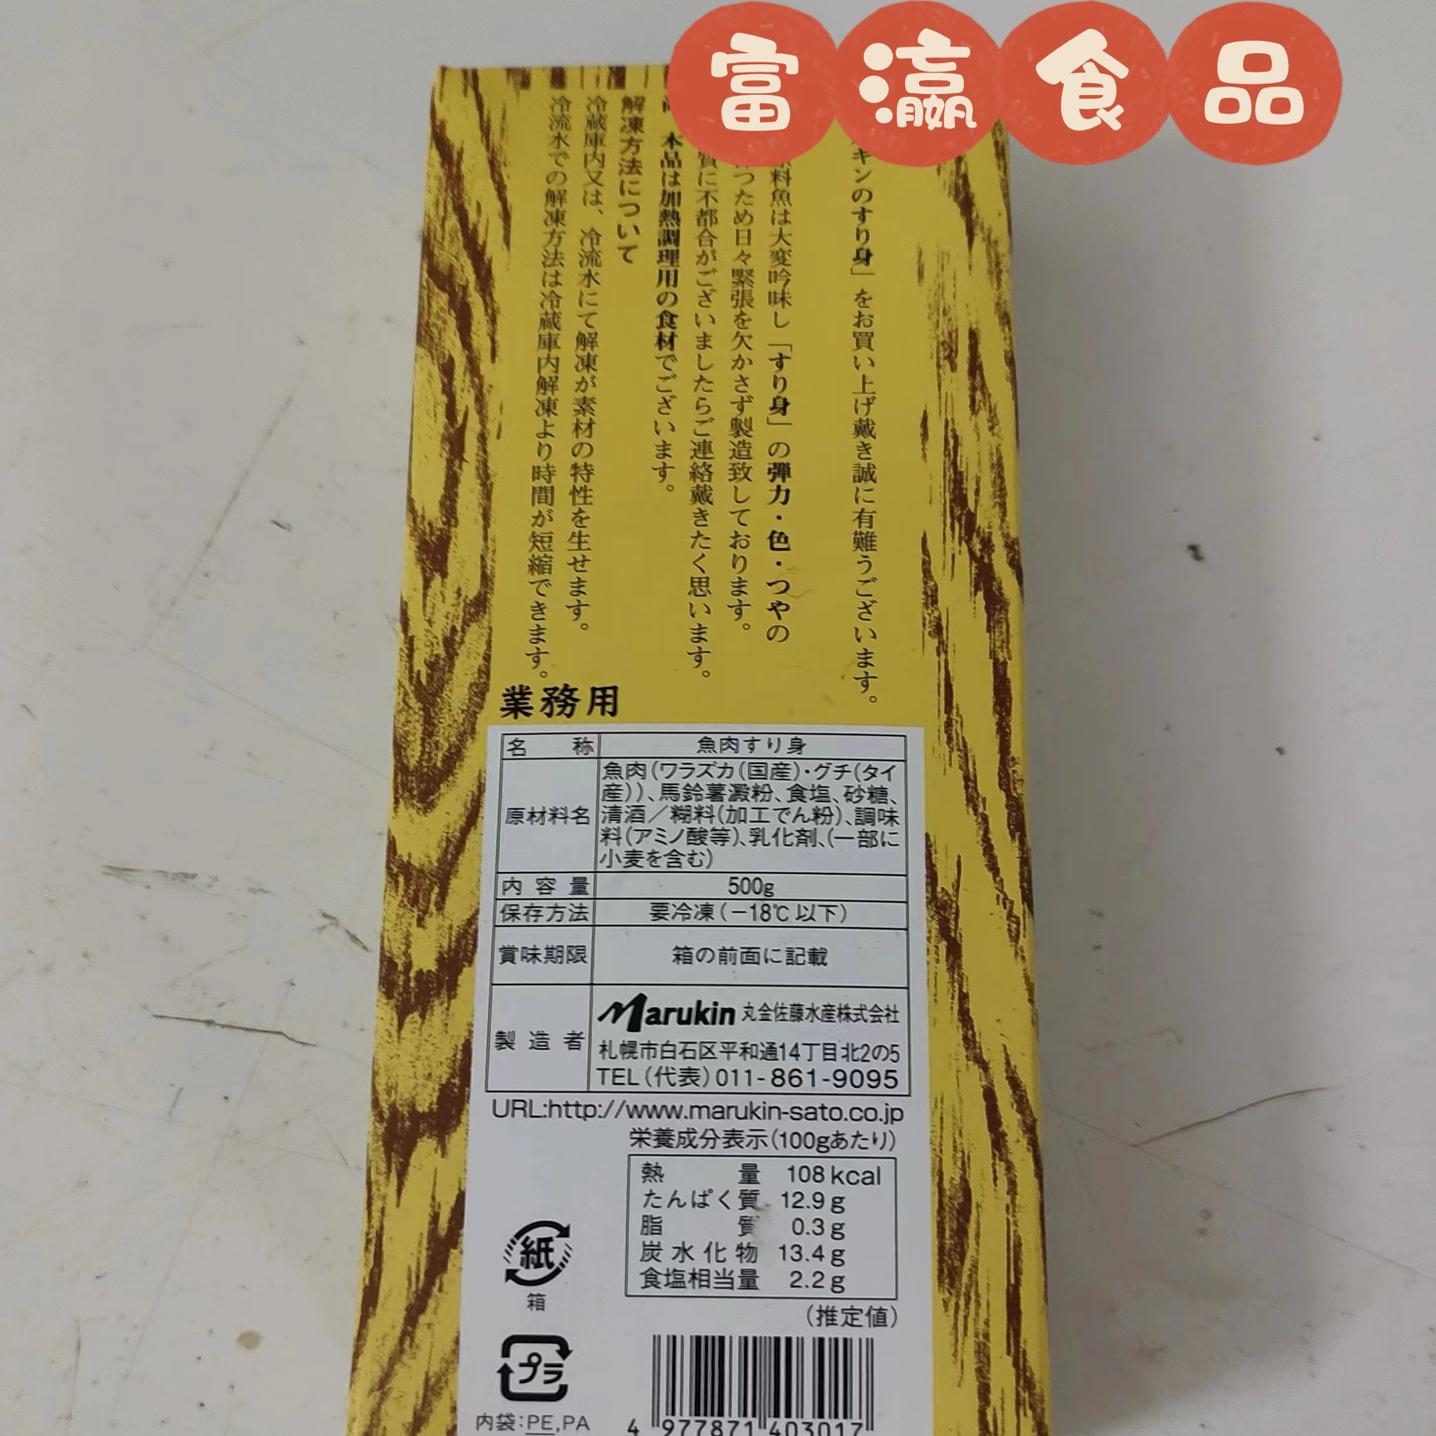 富瀛食品
キンのすり身」をお買い上げ戴き誠に有難うございます。
料魚は大変吟味し「すり身」の弾力・色・つやの
つため日々緊張を欠かさず製造致しております。
質に不都合がございましたらご連絡戴きたく思います。
本品は加熱調理用の食材でございます。
解凍方法について
冷蔵庫内又は、冷流水にて解凍が素材の特性を生せます。
冷流水での解凍方法は冷蔵庫内解凍より時間が短縮できます。
業務用
名称 魚肉すり身
原材料名 魚肉(ワラズカ(国産)・グチ(タイ
産))、馬鈴薯澱粉、食塩、砂糖、
清酒/糊料(加工でん粉)、調味
料(アミノ酸等)、乳化剤、(一部に
小麦を含む)
内容量 500g
保存方法 要冷凍(-18℃以下)
賞味期限 箱の前面に記載
製造者 Marukin 丸金佐藤水産株式会社
札幌市白石区平和通14丁目北2の5
TEL(代表)011-861-9095
URL:http://www.marukin-sato.co.jp
栄養成分表示(100gあたり)
熱量 108kcal
たんぱく質 12.9g
脂質 0.3g
炭水化物 13.4g
食塩相当量 2.2g
(推定値)
紙
箱
プラ
内袋:PE,PA
4 977871 403017